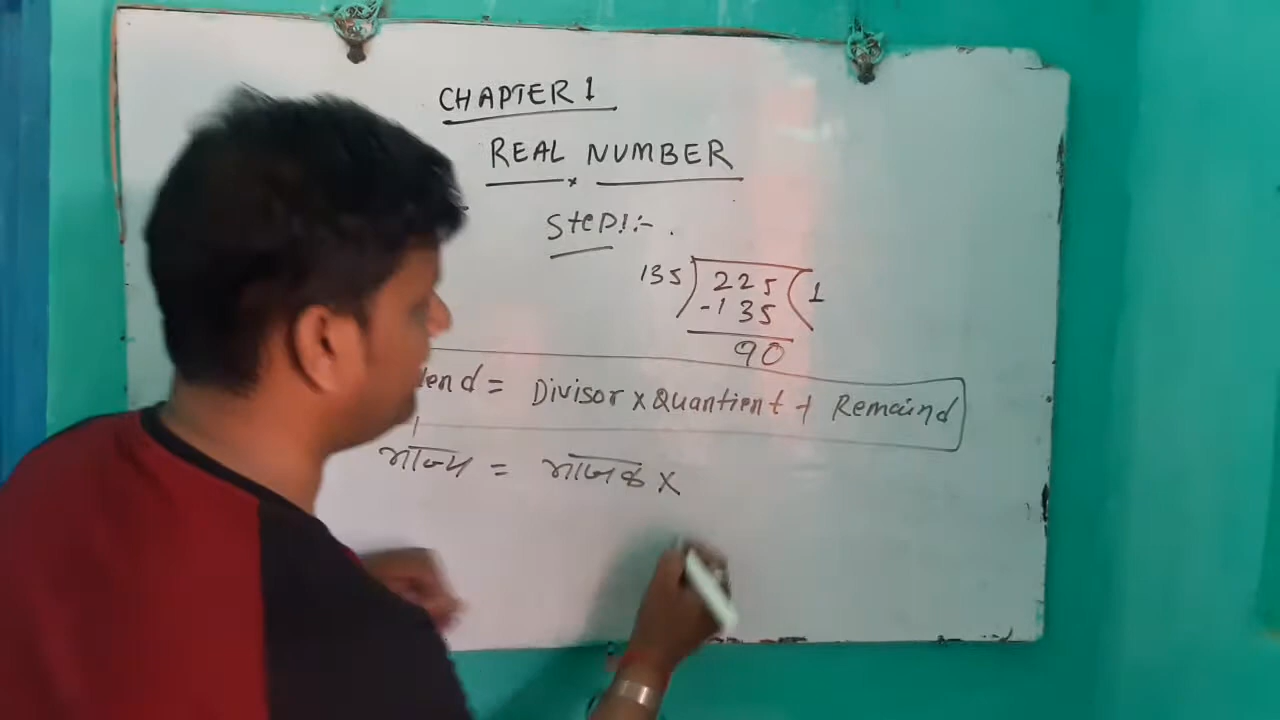 CHAPTER 1
REAL NUMBER
Step1:-.
135 225 1
-135
90
dend = Divisor x Quantient + Remaind
भाज्य = भाजक x